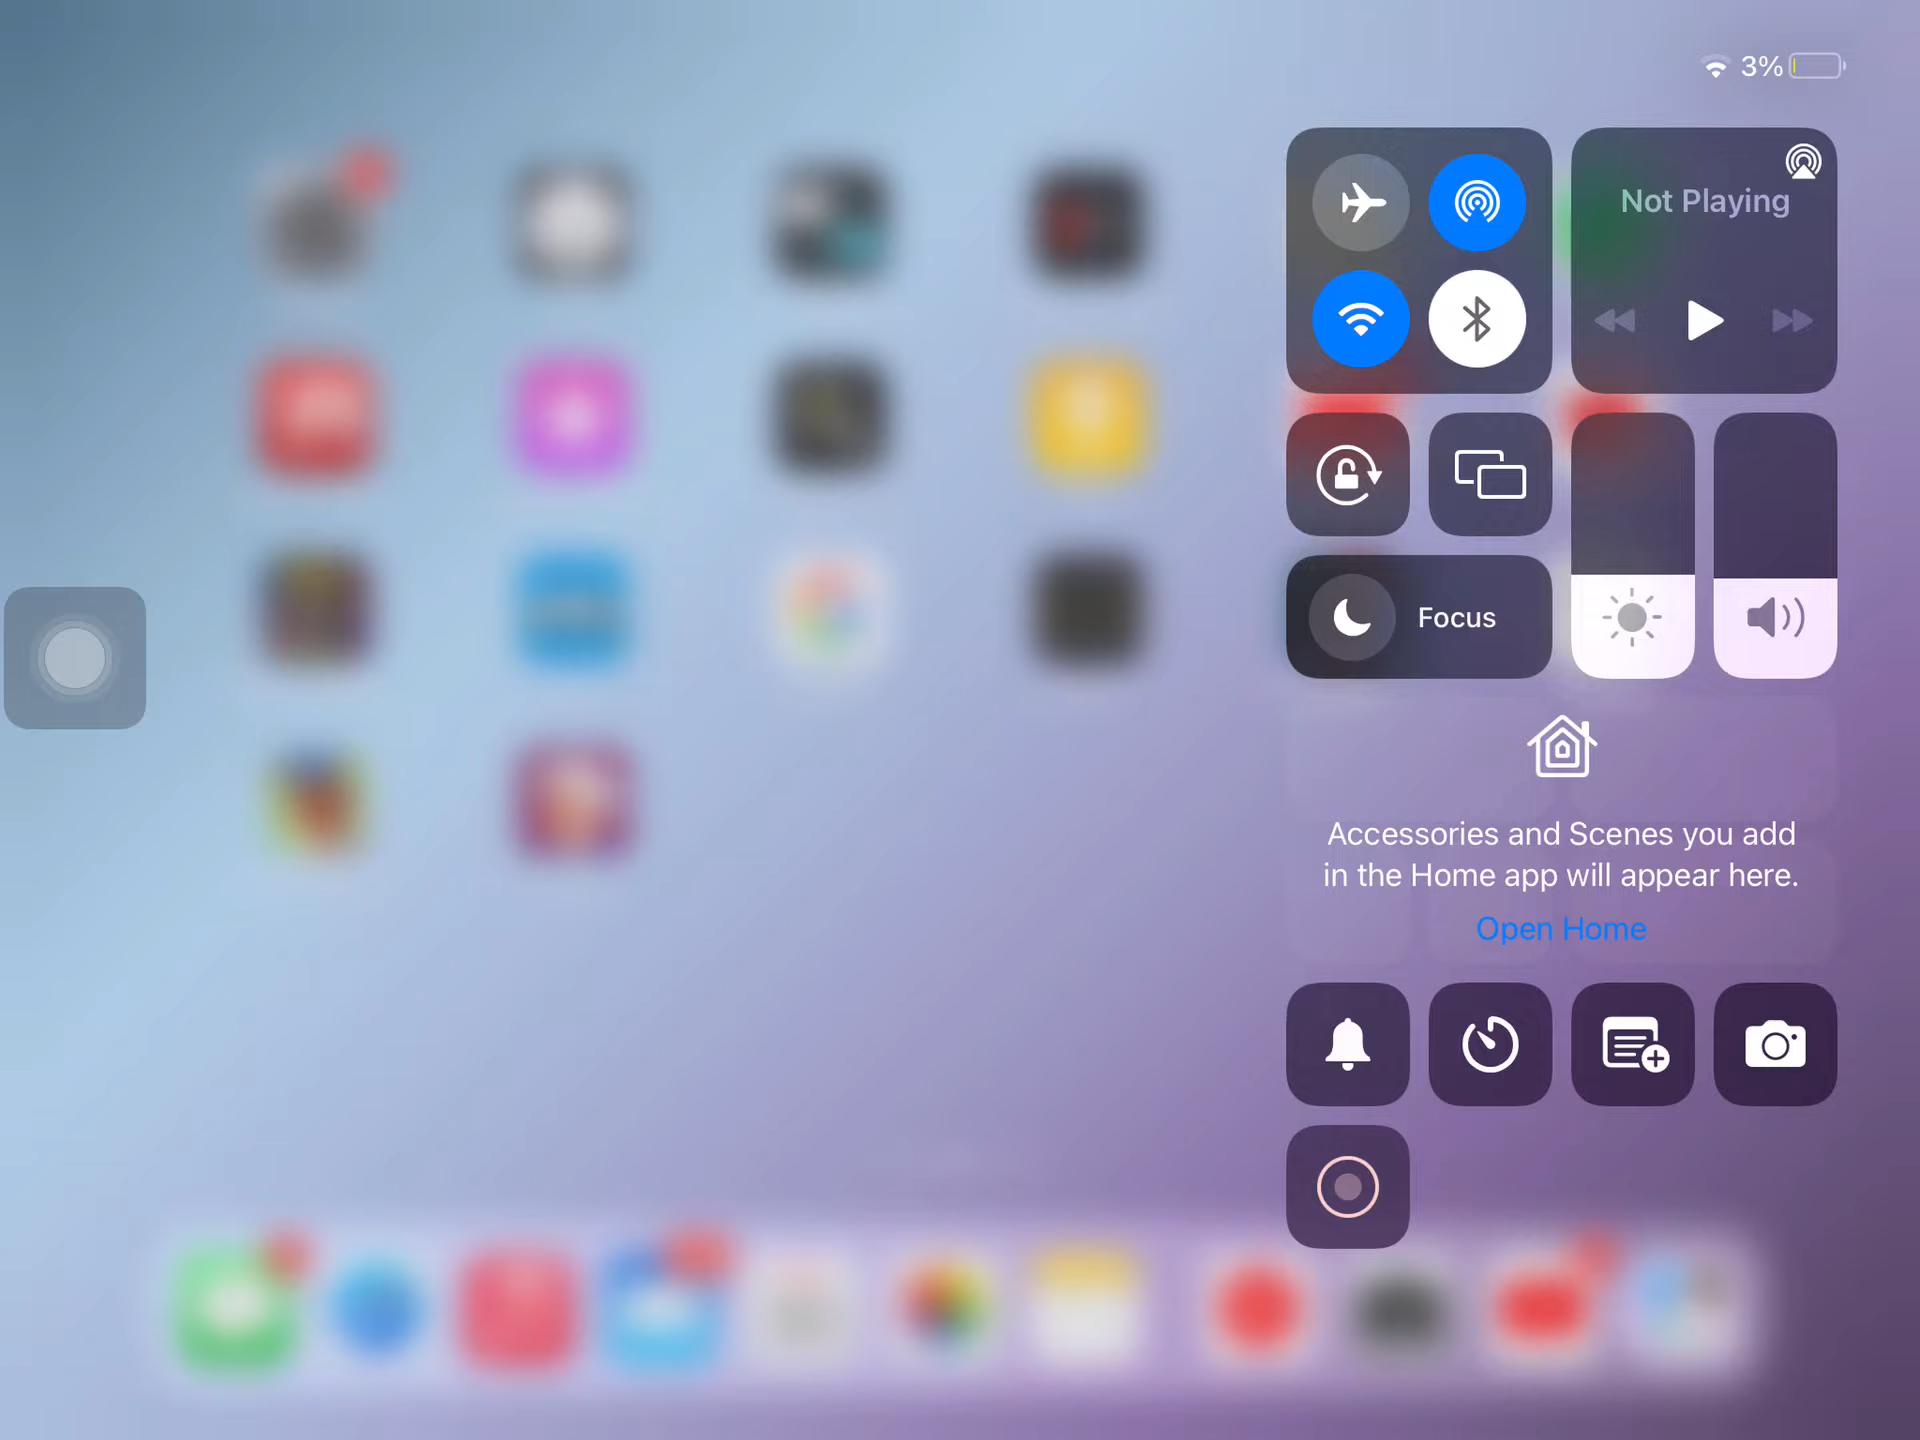 3%
Not Playing
Focus
Accessories and Scenes you add
in the Home app will appear here.
Open Home